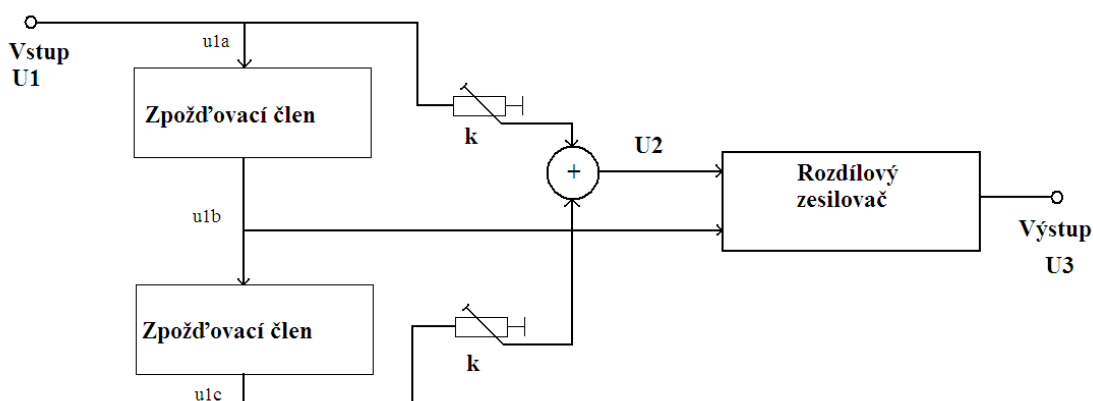 u1a
Vstup
U1
Zpožďovací člen
k
U2
+
Rozdílový
zesilovač
u1b
Výstup
U3
Zpožďovací člen
k
u1c